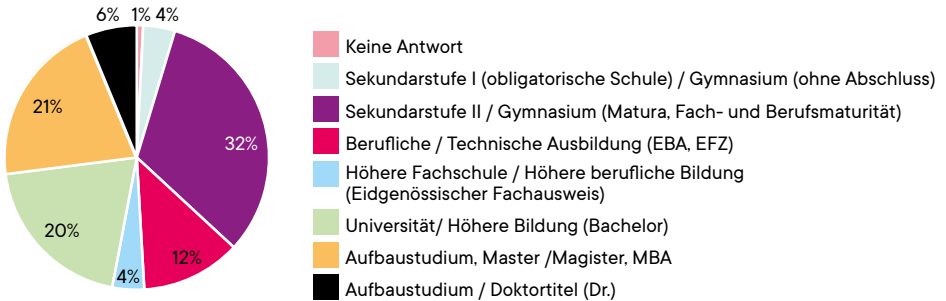 6% 1% 4%
21%
32%
20%
12%
4%
Keine Antwort
Sekundarstufe I (obligatorische Schule) / Gymnasium (ohne Abschluss)
Sekundarstufe II / Gymnasium (Matura, Fach- und Berufsmaturität)
Berufliche / Technische Ausbildung (EBA, EFZ)
Höhere Fachschule / Höhere berufliche Bildung
(Eidgenössischer Fachausweis)
Universität/ Höhere Bildung (Bachelor)
Aufbaustudium, Master /Magister, MBA
Aufbaustudium / Doktortitel (Dr.)